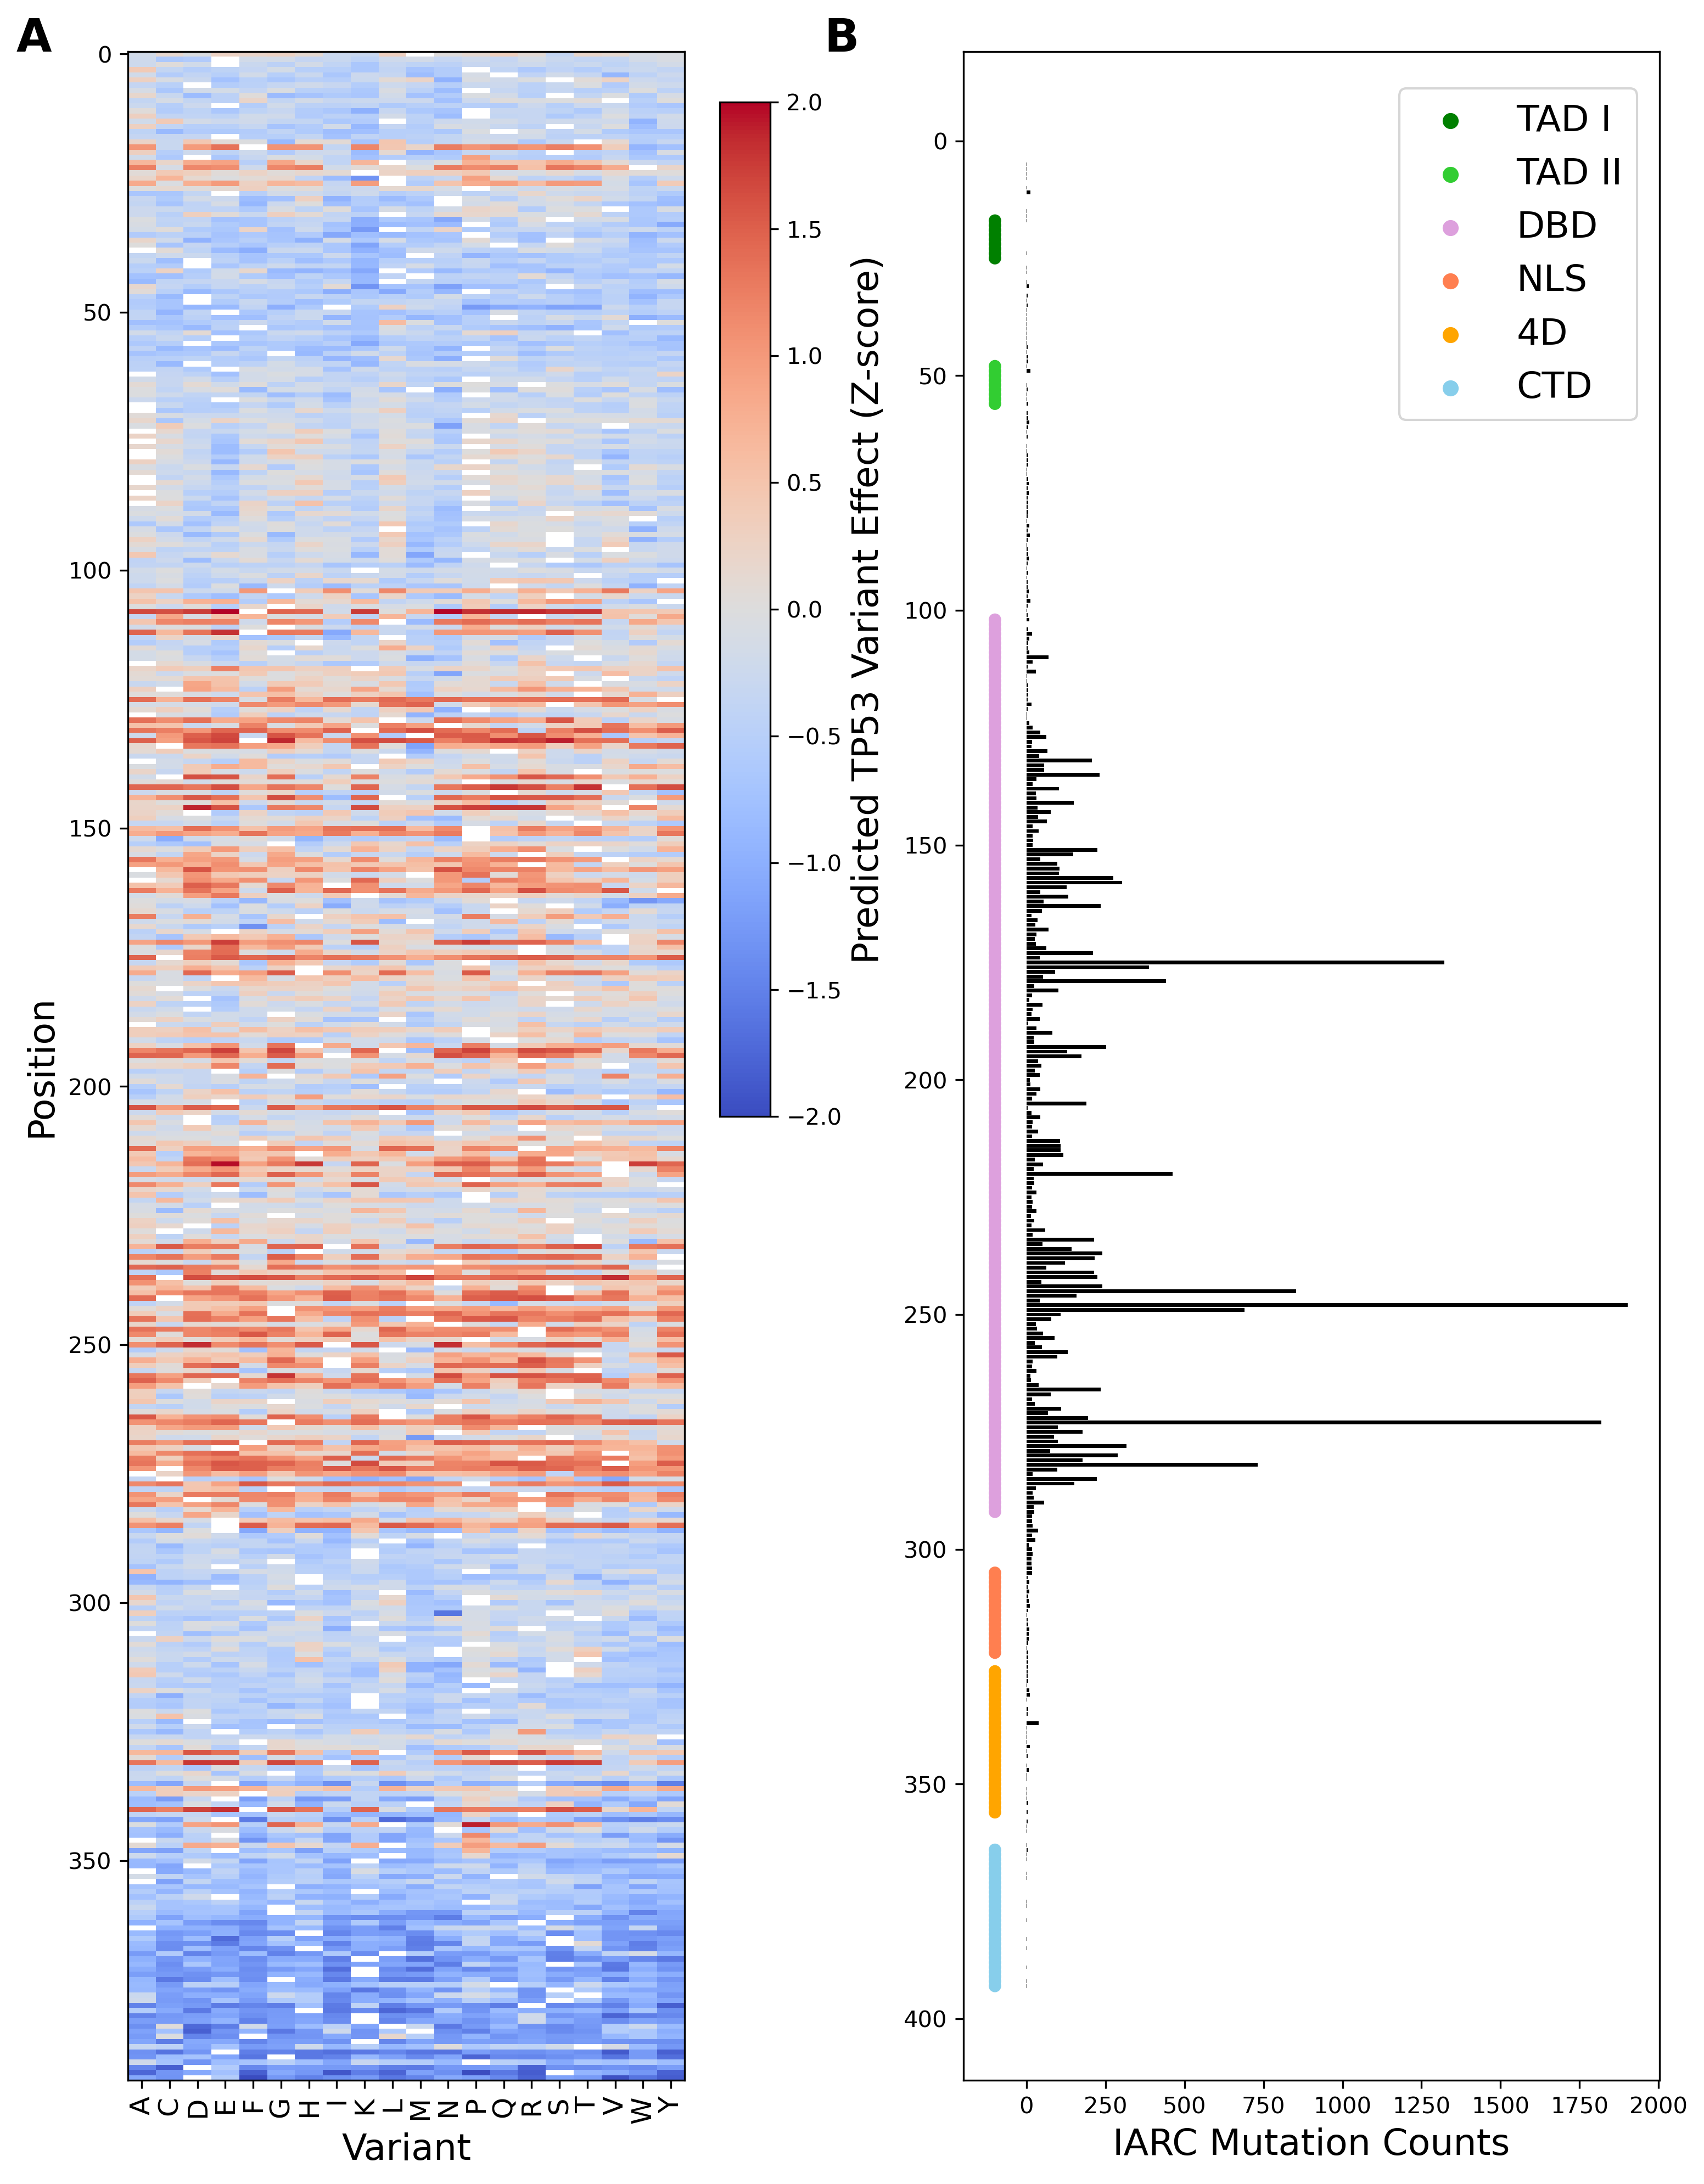 A
0
50
100
150
200
250
300
350
Position
A C D E F G H I K L M N P Q R S T V W Y
Variant
2.0
1.5
1.0
0.5
0.0
−0.5
−1.0
−1.5
−2.0
Predicted TP53 Variant Effect (Z-score)
B
0
50
100
150
200
250
300
350
400
TAD I
TAD II
DBD
NLS
4D
CTD
0 250 500 750 1000 1250 1500 1750 2000
IARC Mutation Counts